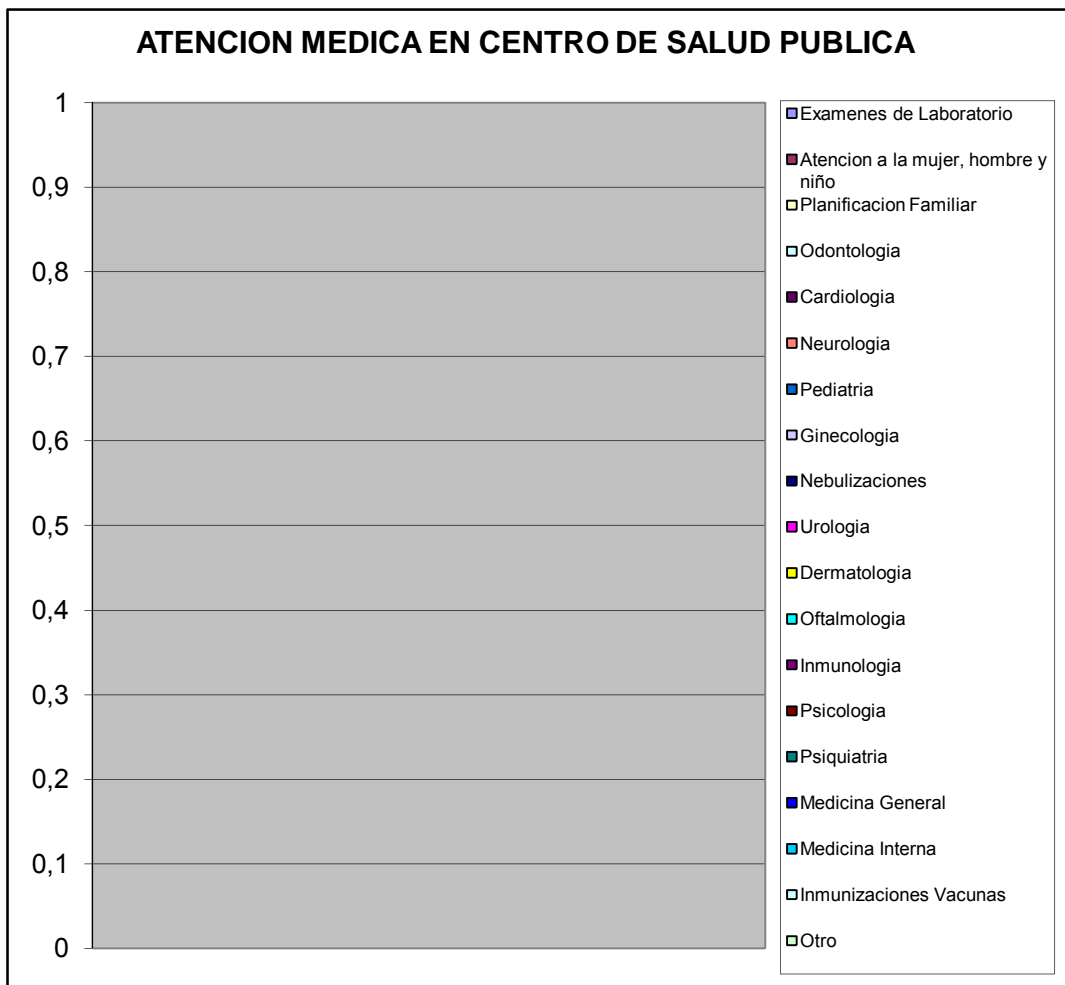 ATENCION MEDICA EN CENTRO DE SALUD PUBLICA
1
0,9
0,8
0,7
0,6
0,5
0,4
0,3
0,2
0,1
0
Examenes de Laboratorio
Atencion a la mujer, hombre y
niño
Planificacion Familiar
Odontologia
Cardiologia
Neurologia
Pediatria
Ginecologia
Nebulizaciones
Urologia
Dermatologia
Oftalmologia
Inmunologia
Psicologia
Psiquiatria
Medicina General
Medicina Interna
Inmunizaciones Vacunas
Otro